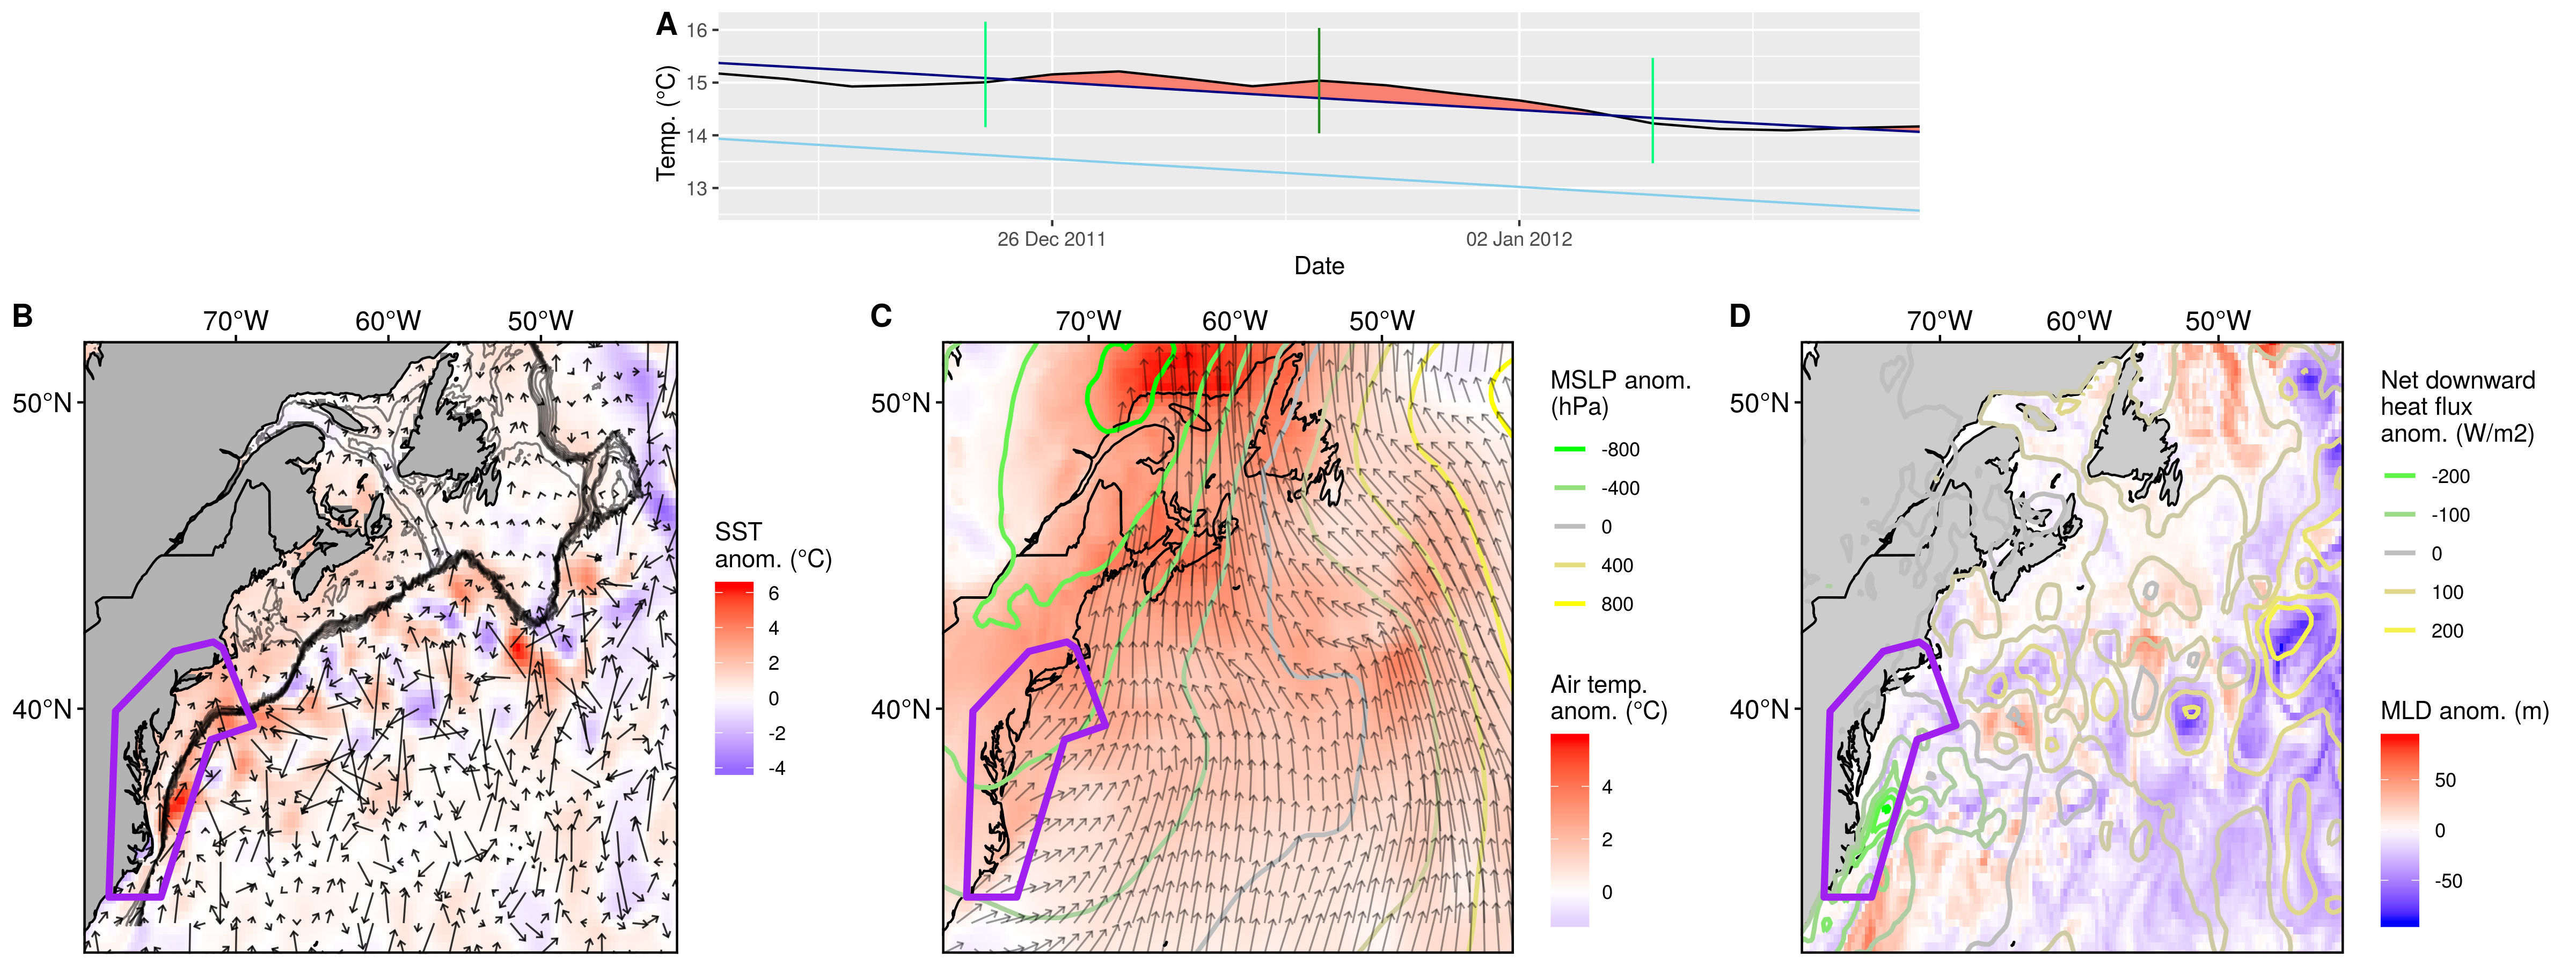 A
16
15
14
13
Temp. (°C)
26 Dec 2011
02 Jan 2012
Date
B
70°W
60°W
50°W
50°N
40°N
SST
anom. (°C)
6
4
2
0
-2
-4
C
70°W
60°W
50°W
50°N
40°N
MSLP anom.
(hPa)
-800
-400
0
400
800
Air temp.
anom. (°C)
4
2
0
D
70°W
60°W
50°W
50°N
40°N
Net downward
heat flux
anom. (W/m2)
-200
-100
0
100
200
MLD anom. (m)
50
0
-50